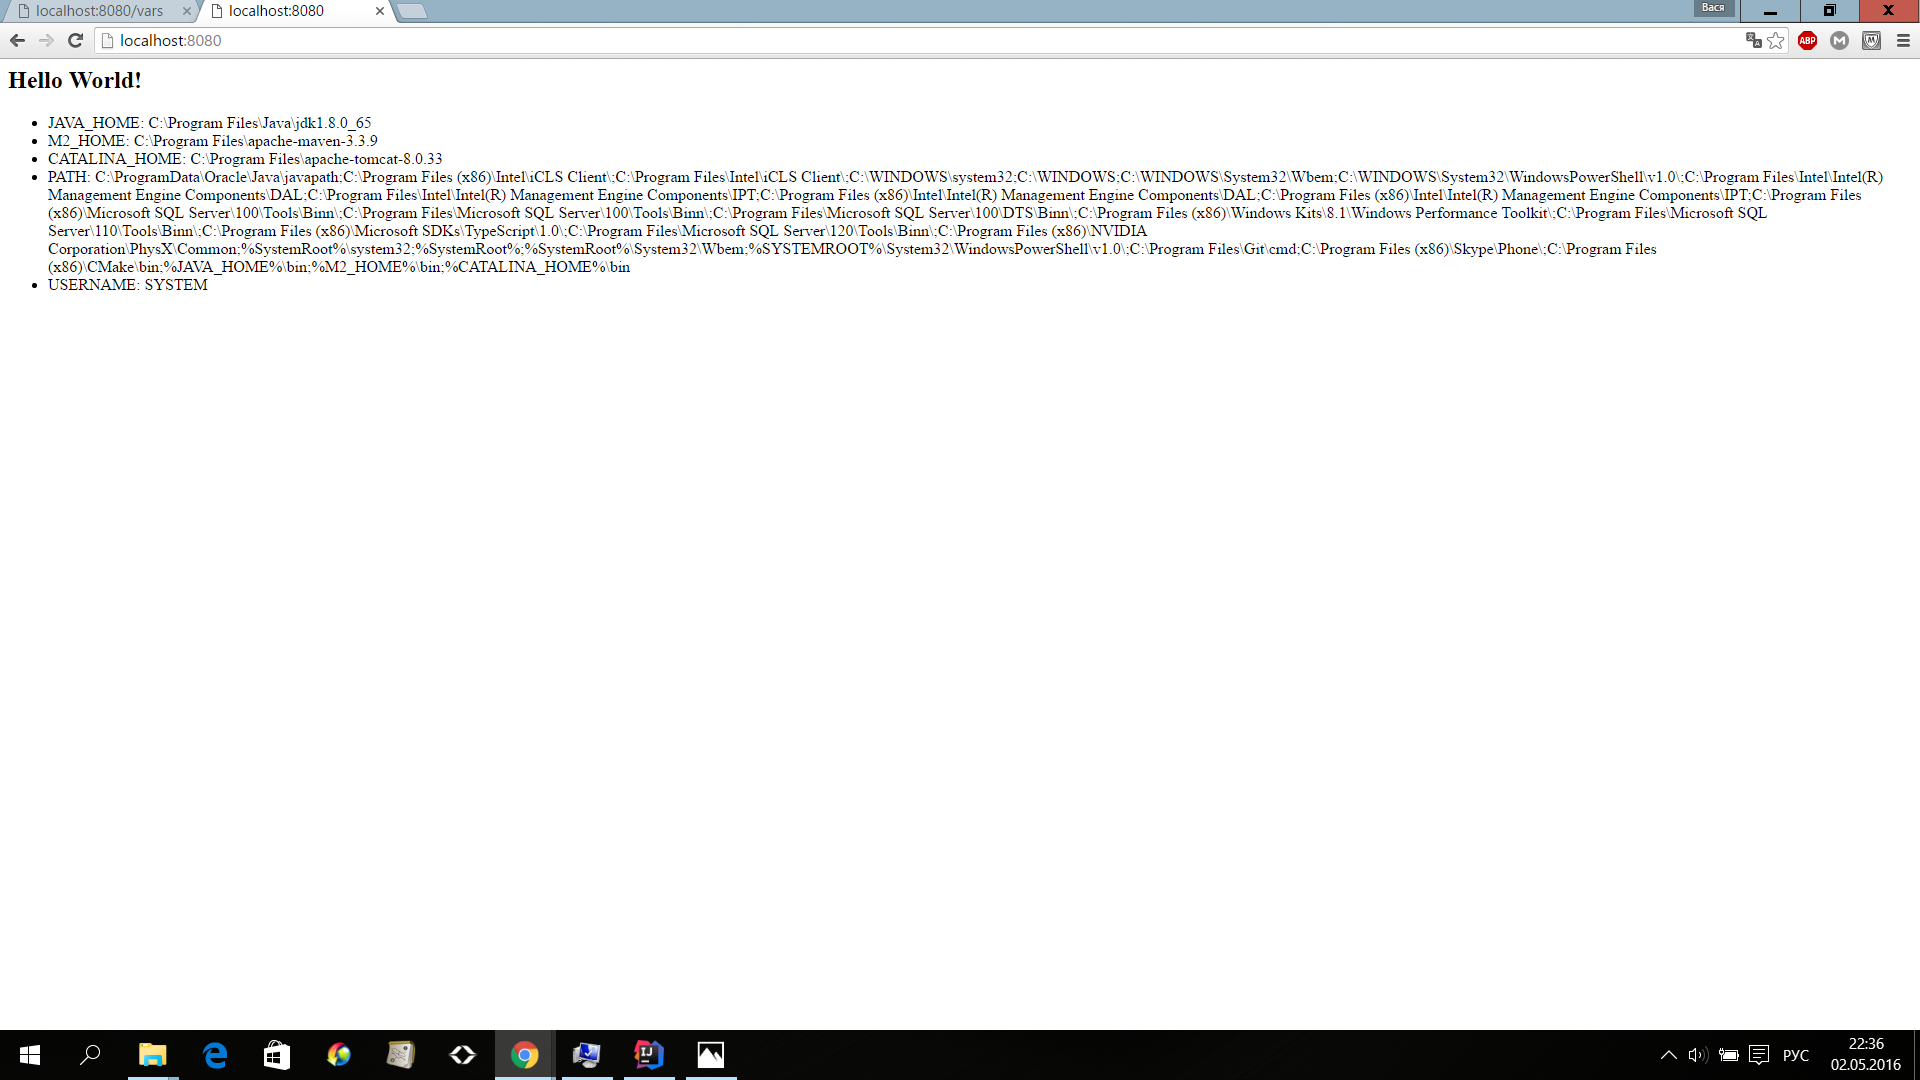 localhost:8080/vars
localhost:8080
Вася
localhost:8080
ABP
M
M
Hello World!
JAVA_HOME: C:\Program Files\Java\jdk1.8.0_65
M2_HOME: C:\Program Files\apache-maven-3.3.9
CATALINA_HOME: C:\Program Files\apache-tomcat-8.0.33
PATH: C:\ProgramData\Oracle\Java\javapath;C:\Program Files (x86)\Intel\iCLS Client\;C:\Program Files\Intel\iCLS Client\;C:\WINDOWS\system32;C:\WINDOWS;C:\WINDOWS\System32\Wbem;C:\WINDOWS\System32\WindowsPowerShell\v1.0\;C:\Program Files\Intel\Intel(R)
Management Engine Components\DAL;C:\Program Files\Intel\Intel(R) Management Engine Components\IPT;C:\Program Files (x86)\Intel\Intel(R) Management Engine Components\DAL;C:\Program Files (x86)\Intel\Intel(R) Management Engine Components\IPT;C:\Program Files
(x86)\Microsoft SQL Server\100\Tools\Binn\;C:\Program Files\Microsoft SQL Server\100\Tools\Binn\;C:\Program Files\Microsoft SQL Server\100\DTS\Binn\;C:\Program Files (x86)\Windows Kits\8.1\Windows Performance Toolkit\;C:\Program Files\Microsoft SQL
Server\110\Tools\Binn\;C:\Program Files (x86)\Microsoft SDKs\TypeScript\1.0\;C:\Program Files\Microsoft SQL Server\120\Tools\Binn\;C:\Program Files (x86)\NVIDIA
Corporation\PhysX\Common;%SystemRoot%\system32;%SystemRoot%;%SystemRoot%\System32\Wbem;%SYSTEMROOT%\System32\WindowsPowerShell\v1.0\;C:\Program Files\Git\cmd;C:\Program Files (x86)\Skype\Phone\;C:\Program Files
(x86)\CMake\bin;%JAVA_HOME%\bin;%M2_HOME%\bin;%CATALINA_HOME%\bin
USERNAME: SYSTEM
IJ
РУС
22:36
02.05.2016